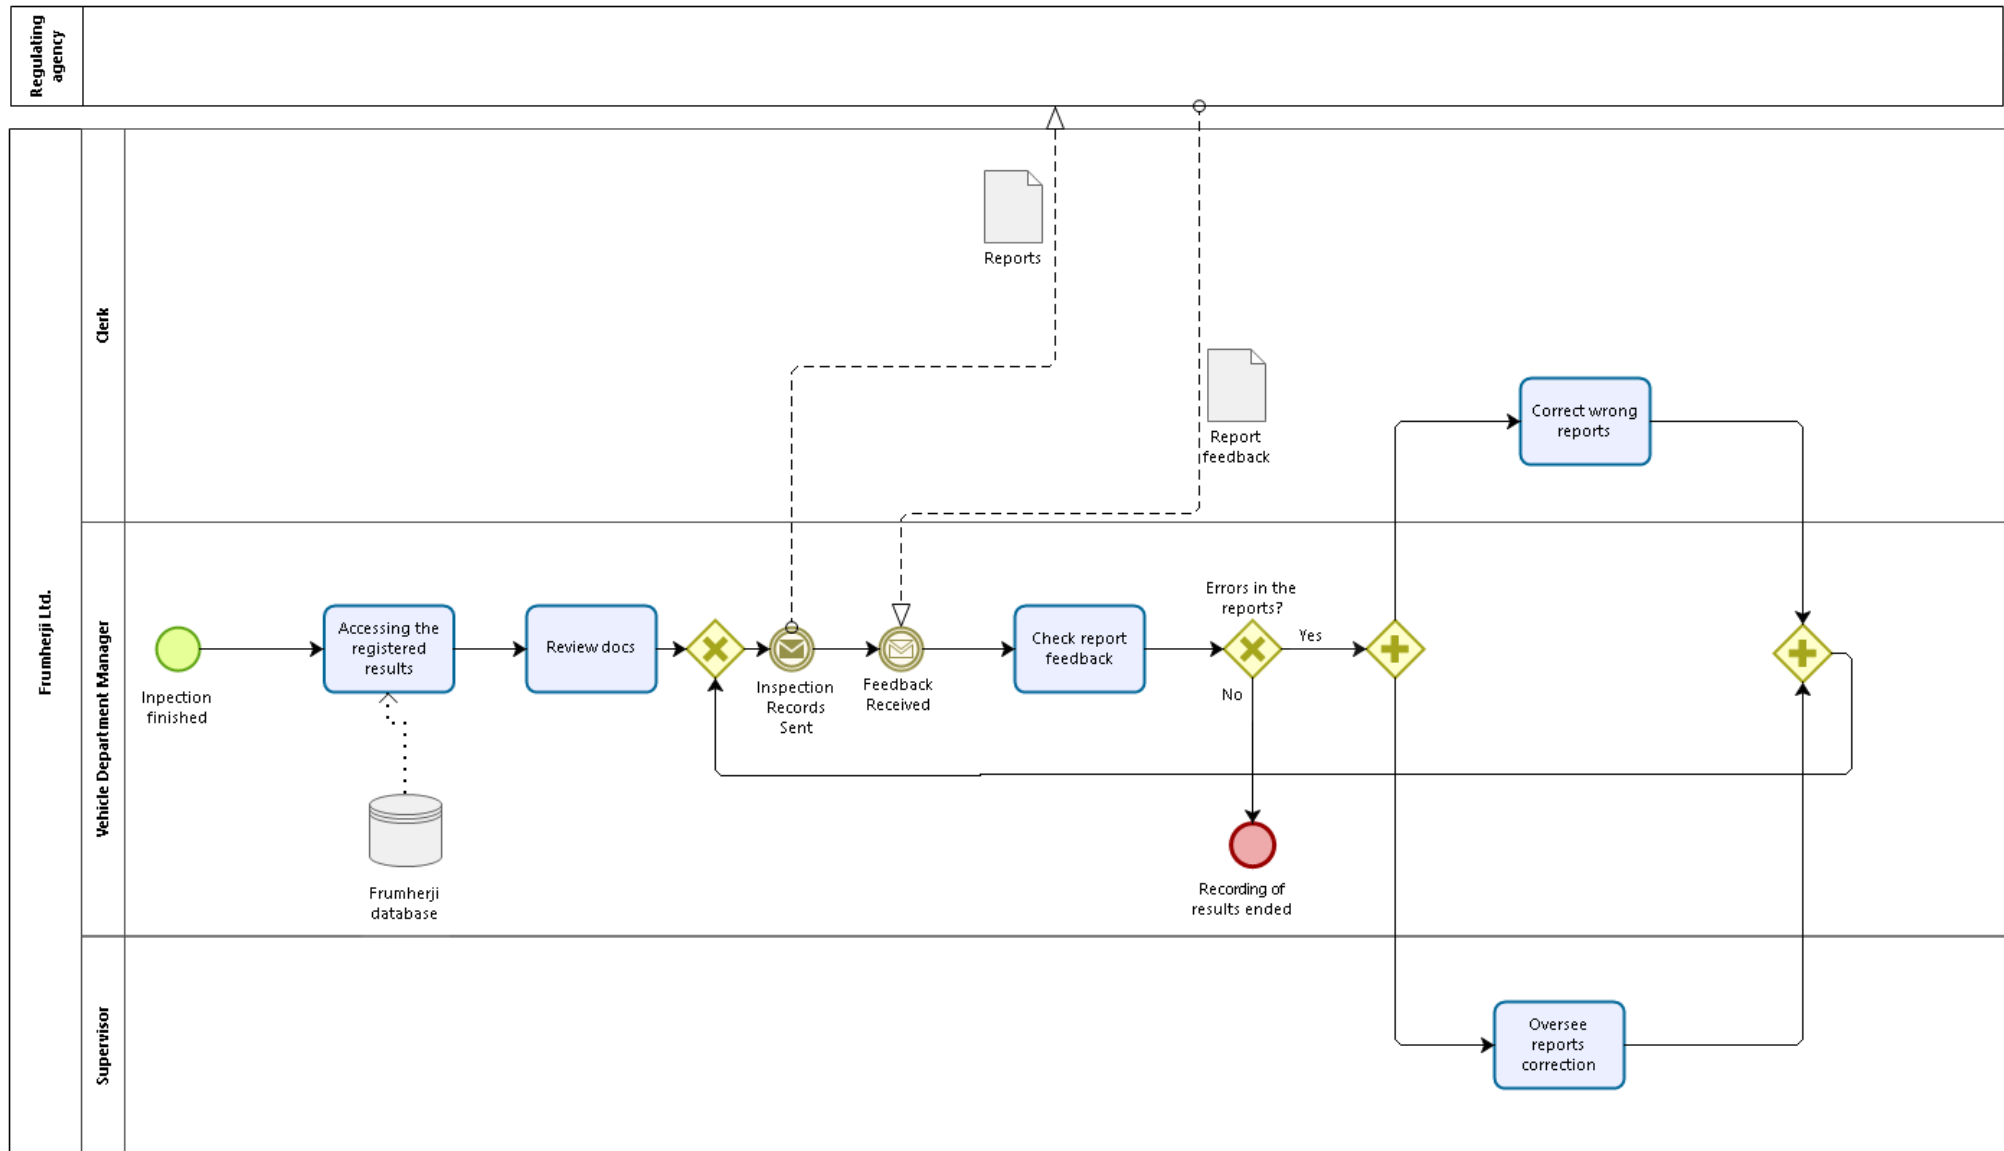 Regulating
agency
Frumherji Ltd.
Clerk
Vehicle Department Manager
Supervisor
Reports
Report
feedback
Correct wrong
reports
Inpection
finished
Accessing the
registered
results
Frumherji
database
Review docs
Inspection
Records
Sent
Feedback
Received
Check report
feedback
Errors in the
reports?
Yes
No
Recording of
results ended
Oversee
reports
correction